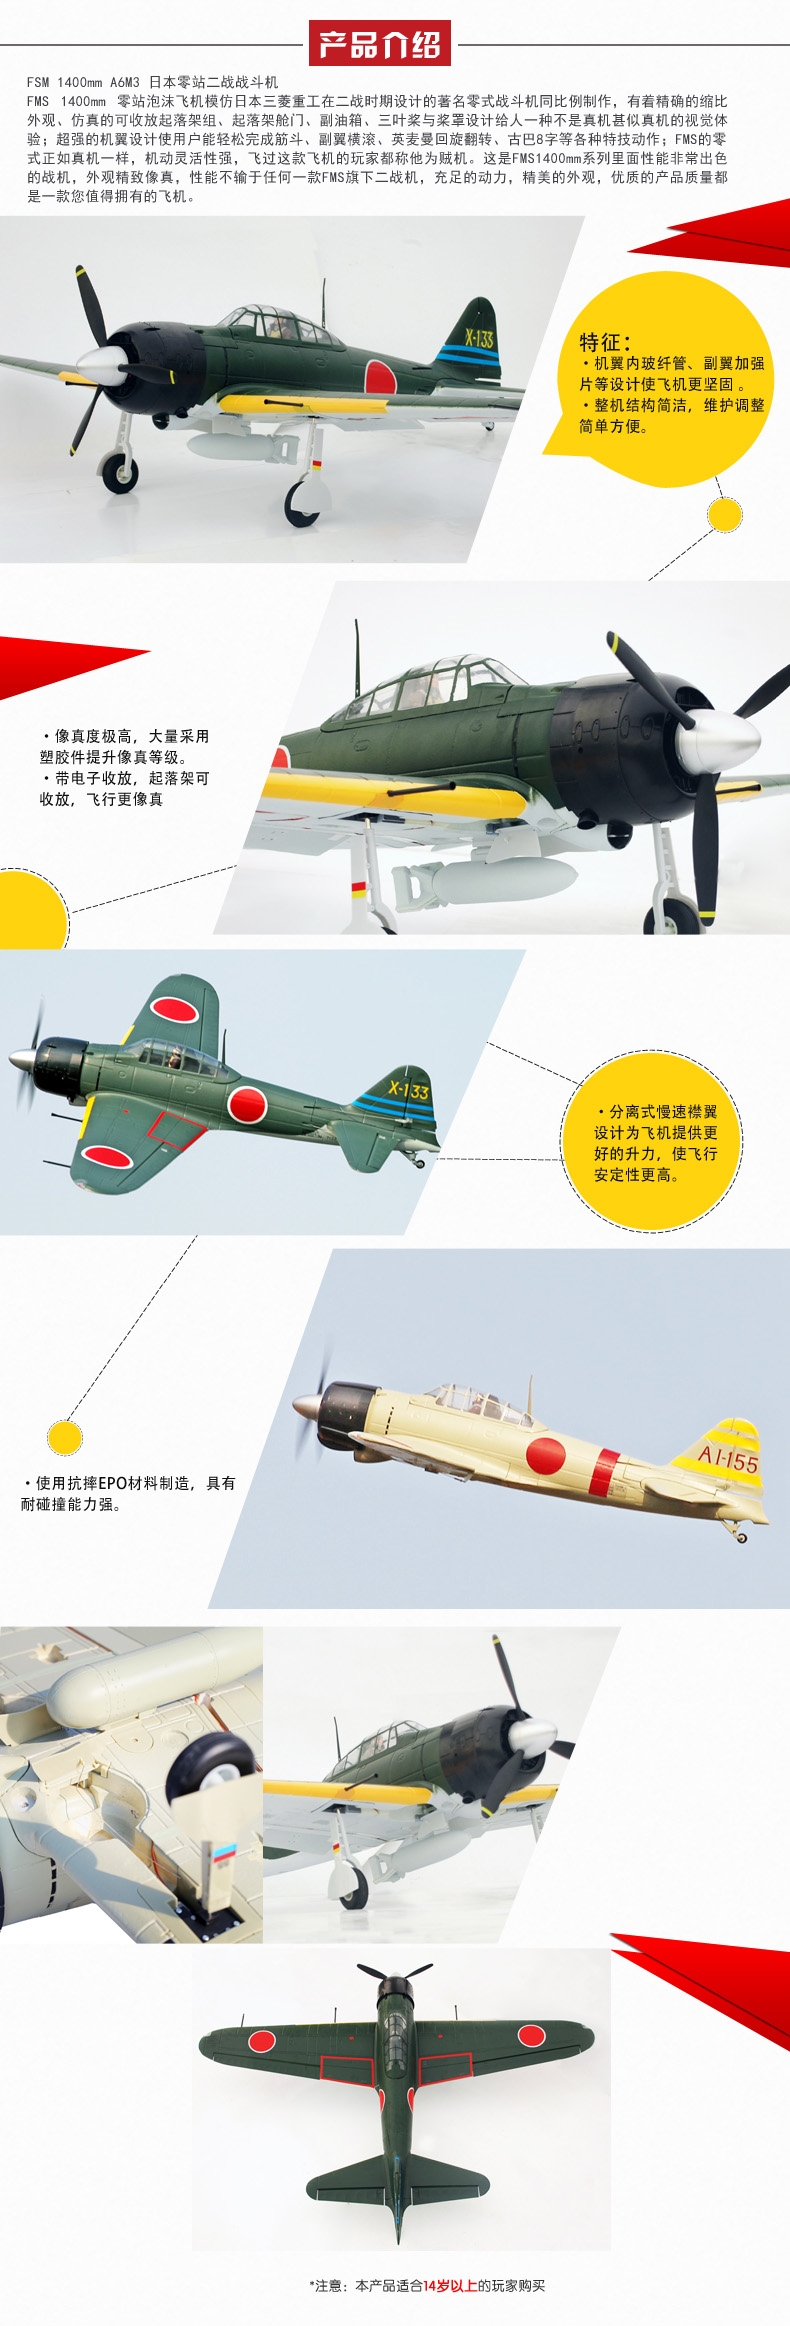 产品介绍
FSM 1400mm A6M3 日本零站二战战斗机
FMS 1400mm 零站泡沫飞机模仿日本三菱重工在二战时期设计的著名零式战斗机同比例制作，有着精确的缩比
外观、仿真的可收放起落架组、起落架舱门、副油箱、三叶桨与桨罩设计给人一种不是真机甚似真机的视觉体
验；超强的机翼设计使用户能轻松完成筋斗、副翼横滚、英麦曼回旋翻转、古巴8字等各种特技动作；FMS的零
式正如真机一样，机动灵活性强，飞过这款飞机的玩家都称他为贼机。这是FMS1400mm系列里面性能非常出色
的战机，外观精致像真，性能不输于任何一款FMS旗下二战机，充足的动力，精美的外观，优质的产品质量都
是一款您值得拥有的飞机。
X-133
特征：
·机翼内玻纤管、副翼加强
片等设计使飞机更坚固 。
·整机结构简洁，维护调整
简单方便。
·像真度极高，大量采用
塑胶件提升像真等级。
·带电子收放，起落架可
收放，飞行更像真
X-133
·分离式慢速襟翼
设计为飞机提供更
好的升力，使飞行
安定性更高。
AI-155
·使用抗摔EPO材料制造，具有
耐碰撞能力强。
*注意：本产品适合14岁以上的玩家购买